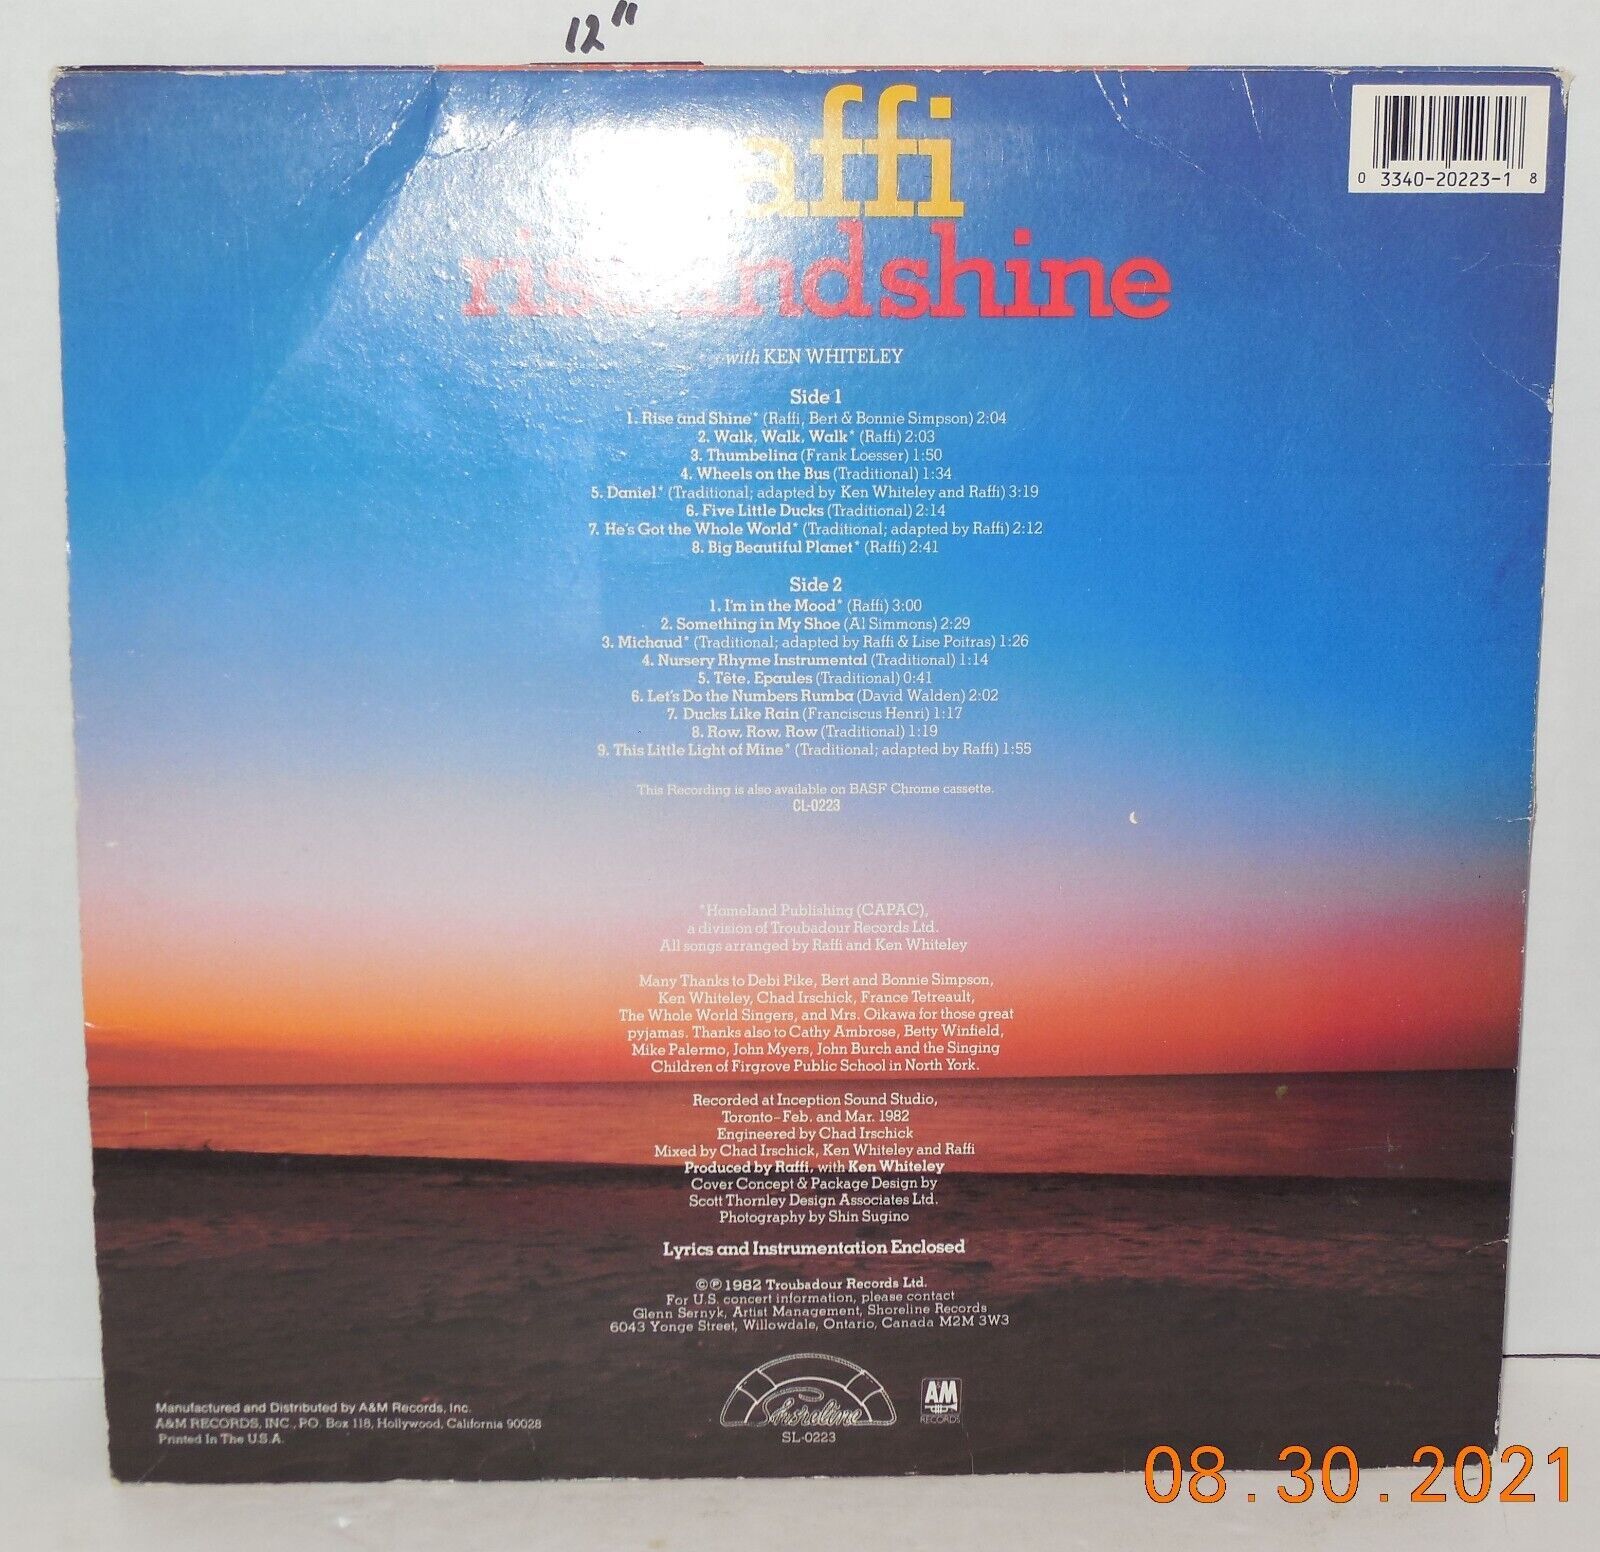 12"
affi
rise and shine
0 3340-20223-1 8
with KEN WHITELEY
Side 1
1. Rise and Shine* (Raffi, Bert & Bonnie Simpson) 2:04
2. Walk, Walk, Walk* (Raffi) 2:03
3. Thumbelina (Frank Loesser) 1:50
4. Wheels on the Bus (Traditional) 1:34
5. Daniel* (Traditional; adapted by Ken Whiteley and Raffi) 3:19
6. Five Little Ducks (Traditional) 2:14
7. He's Got the Whole World* (Traditional; adapted by Raffi) 2:12
8. Big Beautiful Planet* (Raffi) 2:41
Side 2
1. I'm in the Mood* (Raffi) 3:00
2. Something in My Shoe (Al Simmons) 2:29
3. Michaud* (Traditional; adapted by Raffi & Lise Poitras) 1:26
4. Nursery Rhyme Instrumental (Traditional) 1:14
5. Tête, Epaules (Traditional) 0:41
6. Let's Do the Numbers Rumba (David Walden) 2:02
7. Ducks Like Rain (Franciscus Henri) 1:17
8. Row, Row, Row (Traditional) 1:19
9. This Little Light of Mine* (Traditional; adapted by Raffi) 1:55
This Recording is also available on BASF Chrome cassette.
CL-0223
*Homeland Publishing (CAPAC),
a division of Troubadour Records Ltd.
All songs arranged by Raffi and Ken Whiteley
Many Thanks to Debi Pike, Bert and Bonnie Simpson,
Ken Whiteley, Chad Irschick, France Tetreault,
The Whole World Singers, and Mrs. Oikawa for those great
pyjamas. Thanks also to Cathy Ambrose, Betty Winfield,
Mike Palermo, John Myers, John Burch and the Singing
Children of Firgrove Public School in North York.
Recorded at Inception Sound Studio,
Toronto–Feb. and Mar. 1982
Engineered by Chad Irschick
Mixed by Chad Irschick, Ken Whiteley and Raffi
Produced by Raffi, with Ken Whiteley
Cover Concept & Package Design by
Scott Thornley Design Associates Ltd.
Photography by Shin Sugino
Lyrics and Instrumentation Enclosed
©℗1982 Troubadour Records Ltd.
For U.S. concert information, please contact
Glenn Sernyk, Artist Management, Shoreline Records
6043 Yonge Street, Willowdale, Ontario, Canada M2M 3W3
Manufactured and Distributed by A&M Records, Inc.
A&M RECORDS, INC., P.O. Box 118, Hollywood, California 90028
Printed In The U.S.A.
Shoreline
SL-0223
A&M
RECORDS
08.30.2021